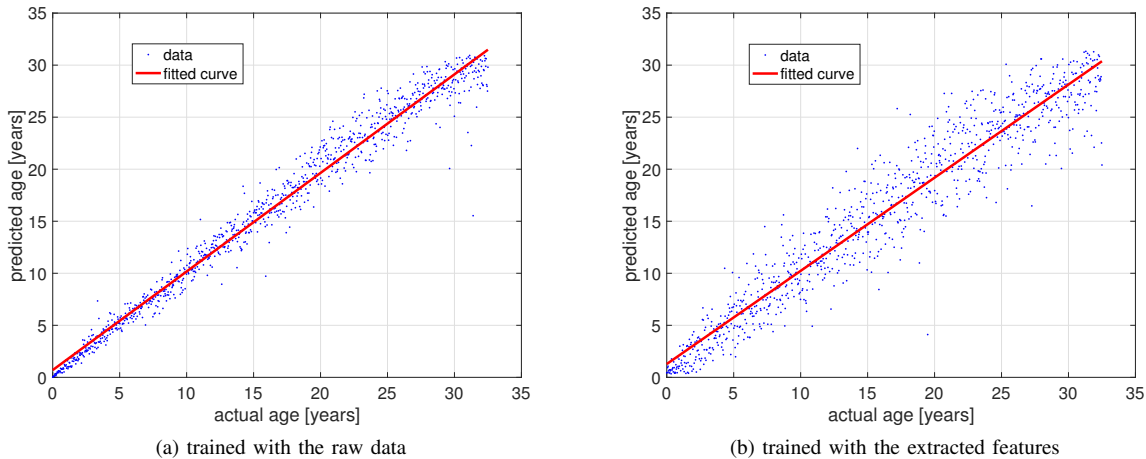 35
30
25
20
15
10
5
0
predicted age [years]
data
fitted curve
0 5 10 15 20 25 30 35
actual age [years]
(a) trained with the raw data
35
30
25
20
15
10
5
0
predicted age [years]
data
fitted curve
0 5 10 15 20 25 30 35
actual age [years]
(b) trained with the extracted features